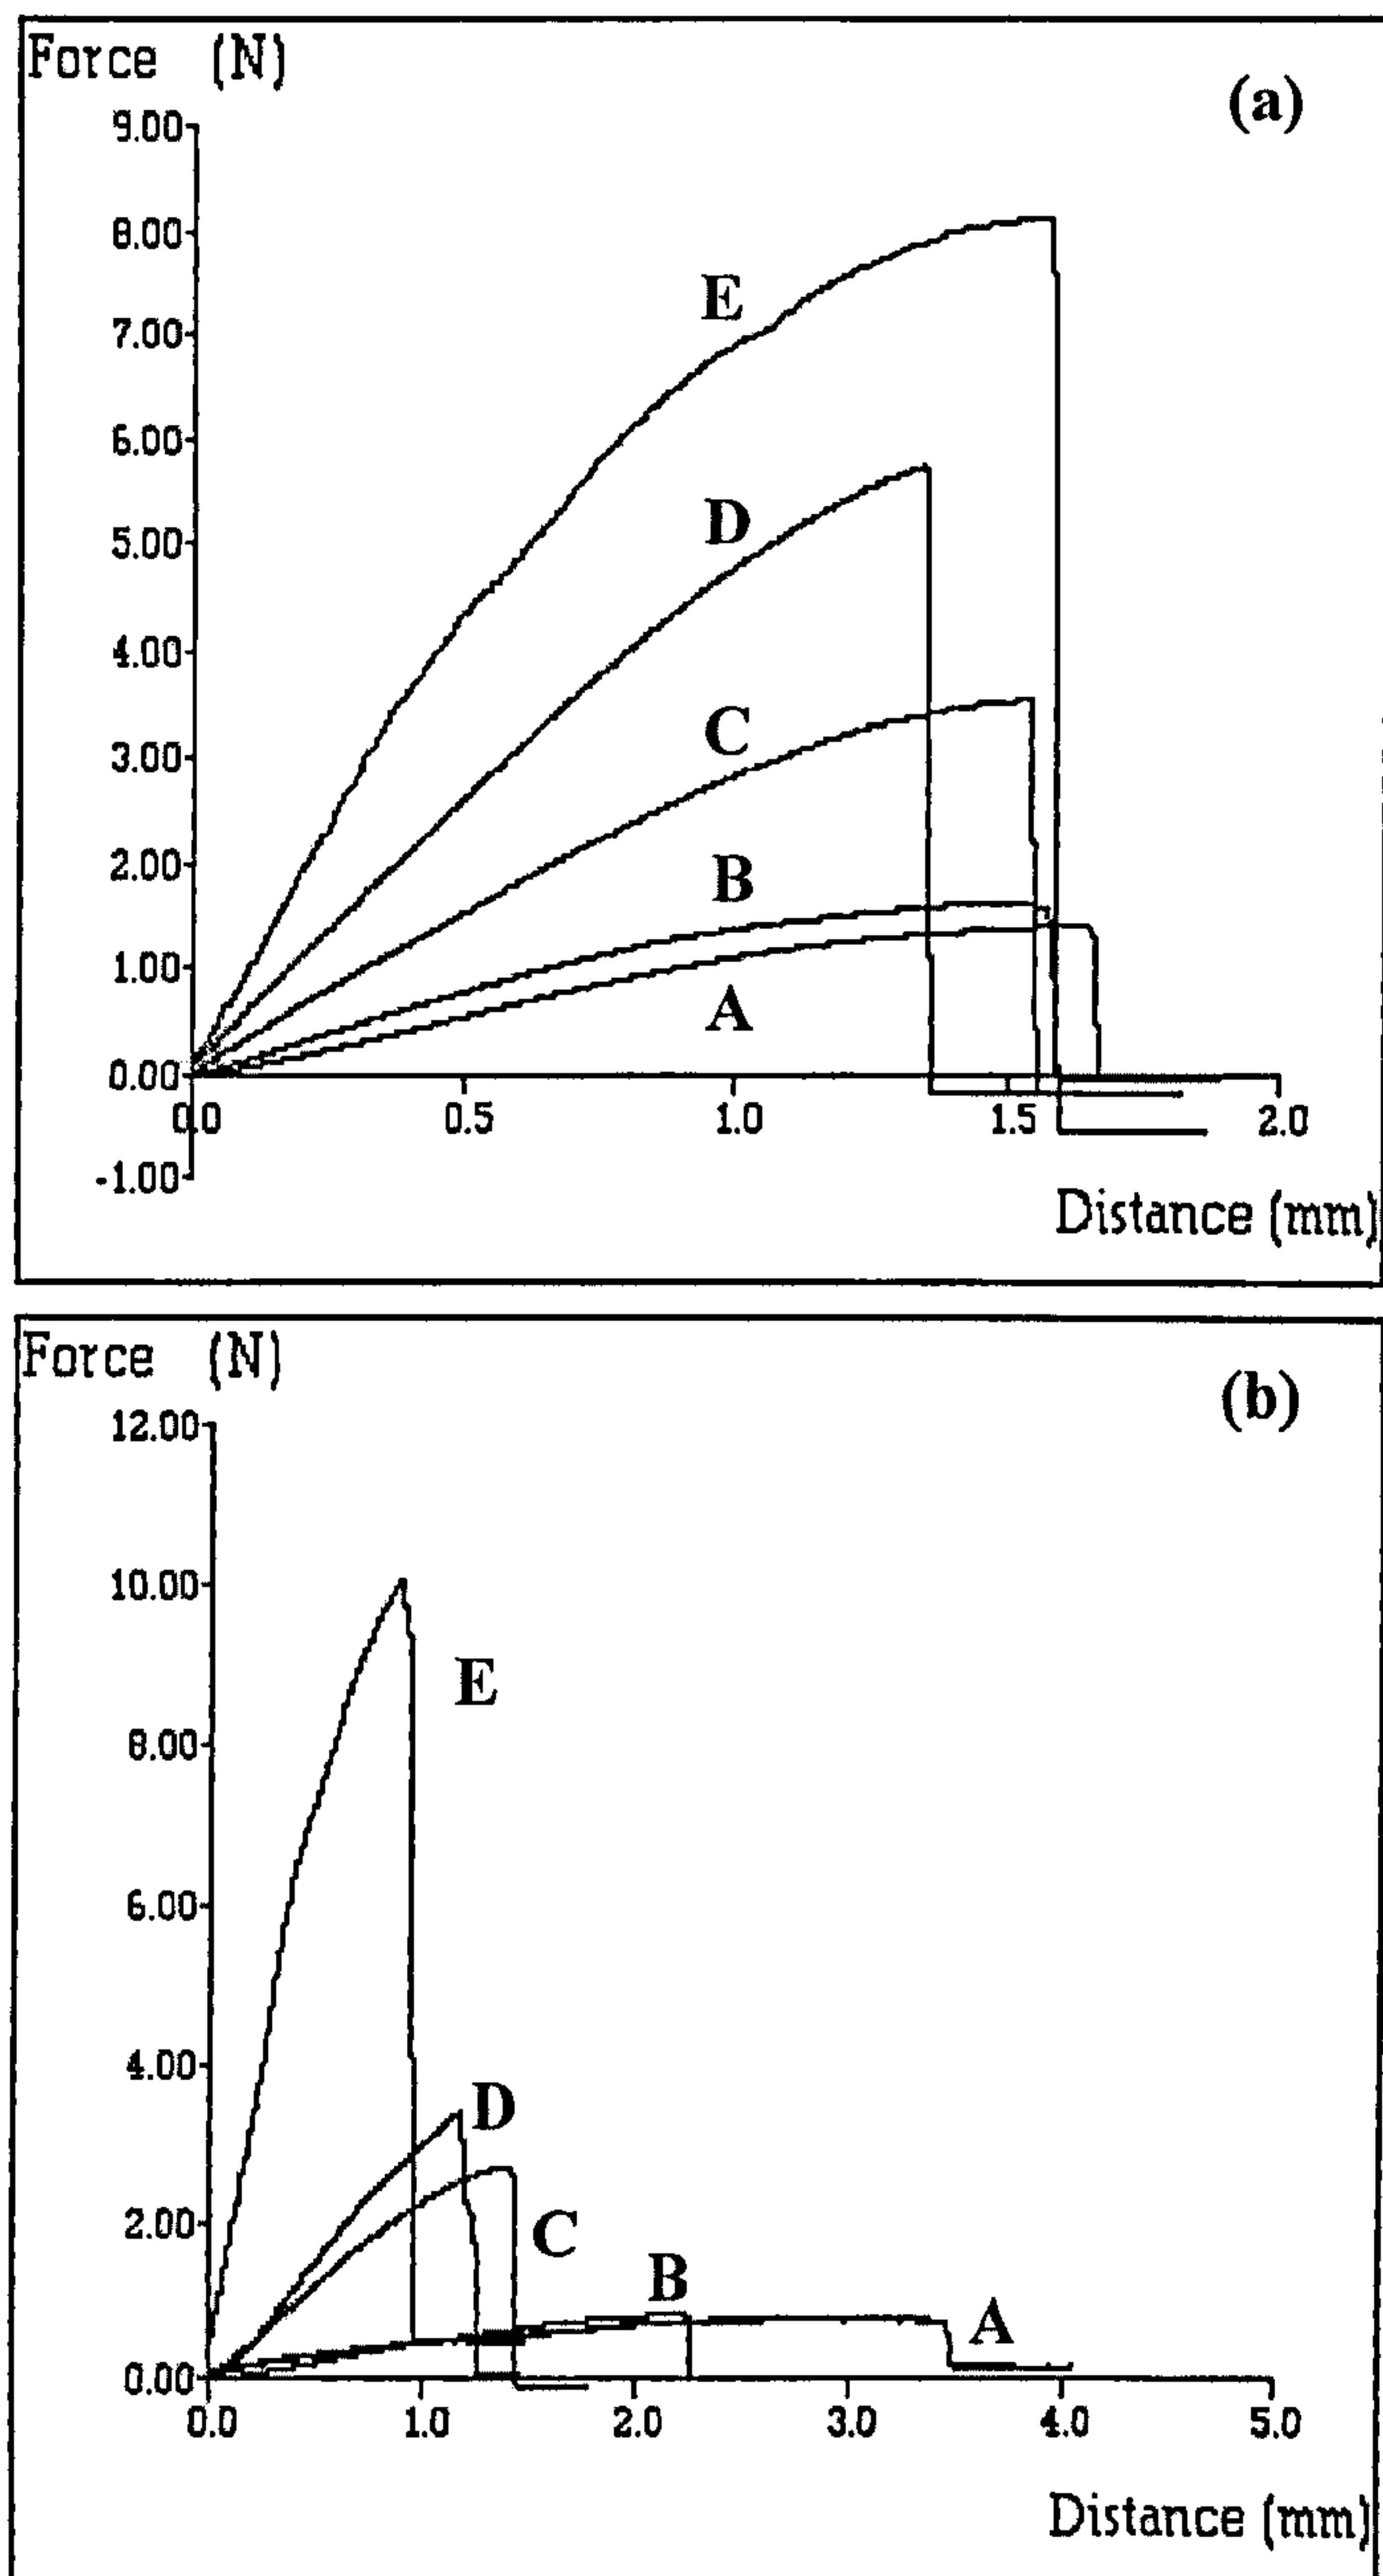 Force (N)
(a)
9.00
8.00
E
7.00
6.00
D
5.00
4.00
C
3.00
B
2.00
1.00
A
0.00
0.0 0.5 1.0 1.5 2.0
-1.00
Distance (mm)
Force (N)
(b)
12.00
10.00
E
8.00
6.00
4.00
D
C
2.00
B
A
0.00
0.0 1.0 2.0 3.0 4.0 5.0
Distance (mm)